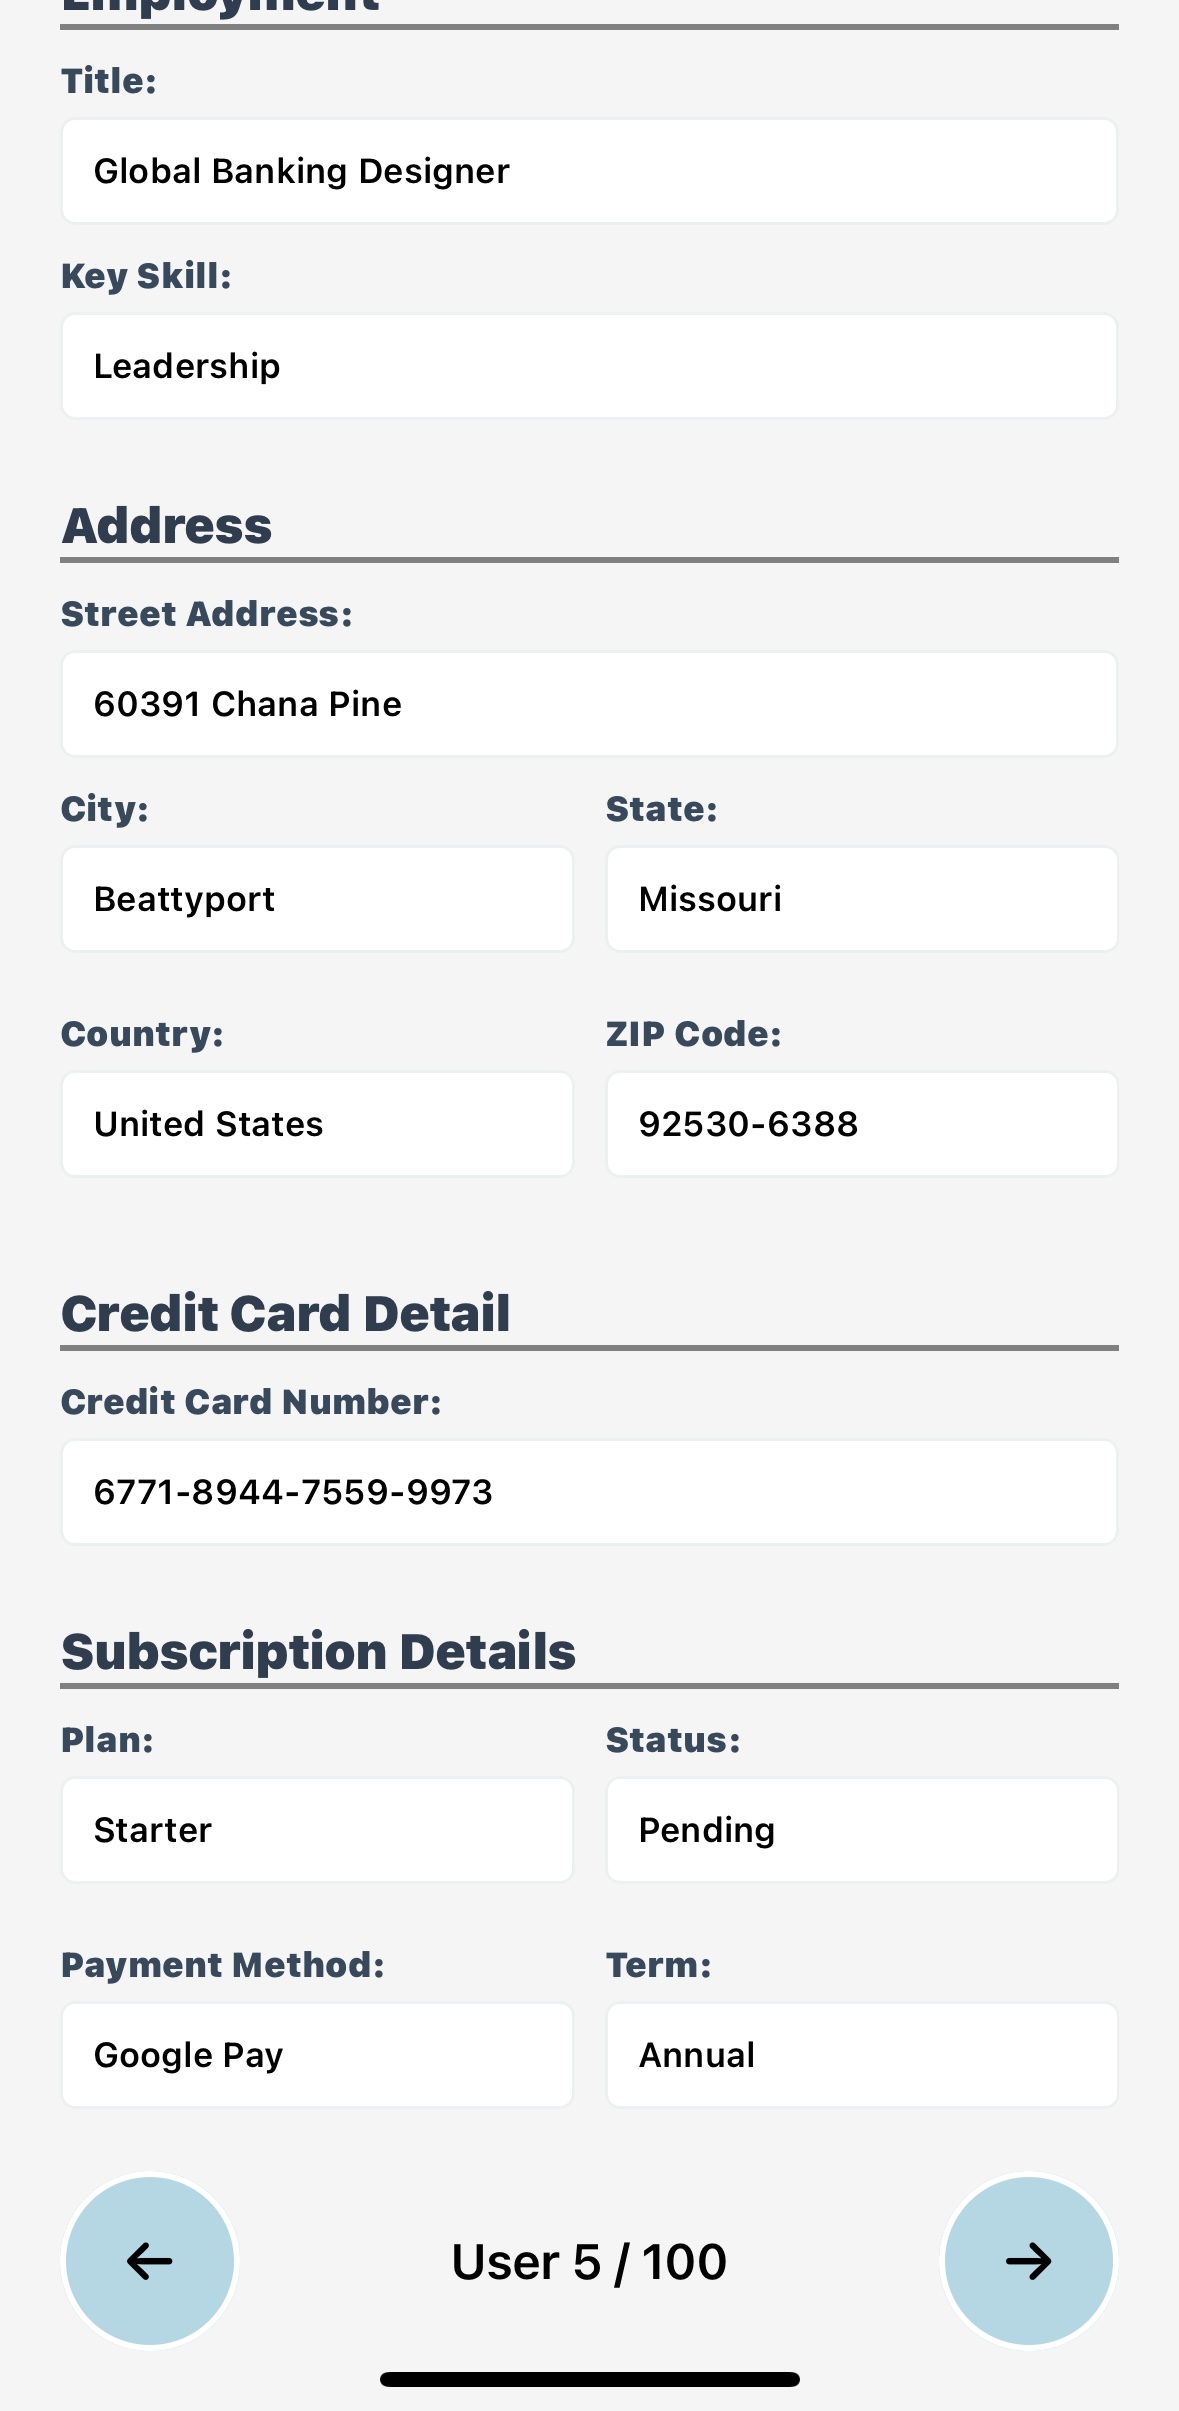 Employment
Title:
Global Banking Designer
Key Skill:
Leadership
Address
Street Address:
60391 Chana Pine
City:
State:
Beattyport
Missouri
Country:
ZIP Code:
United States
92530-6388
Credit Card Detail
Credit Card Number:
6771-8944-7559-9973
Subscription Details
Plan:
Status:
Starter
Pending
Payment Method:
Term:
Google Pay
Annual
User 5 / 100